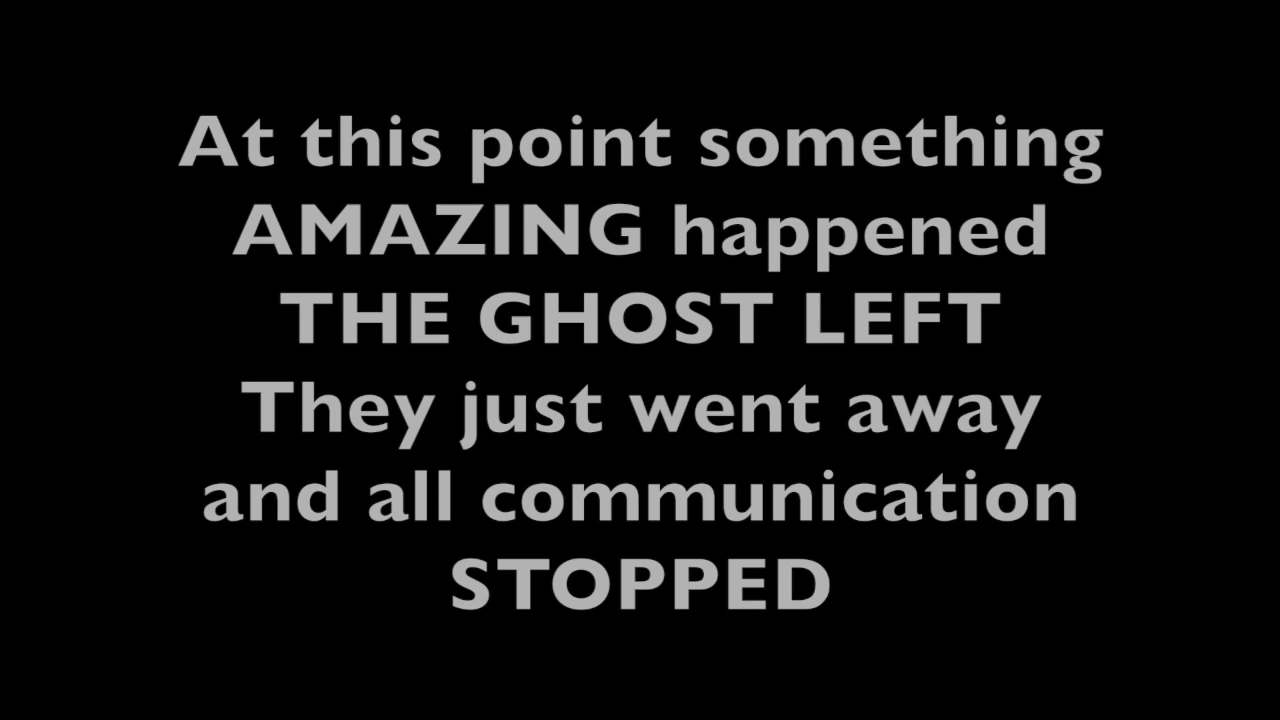 At this point something
AMAZING happened
THE GHOST LEFT
They just went away
and all communication
STOPPED